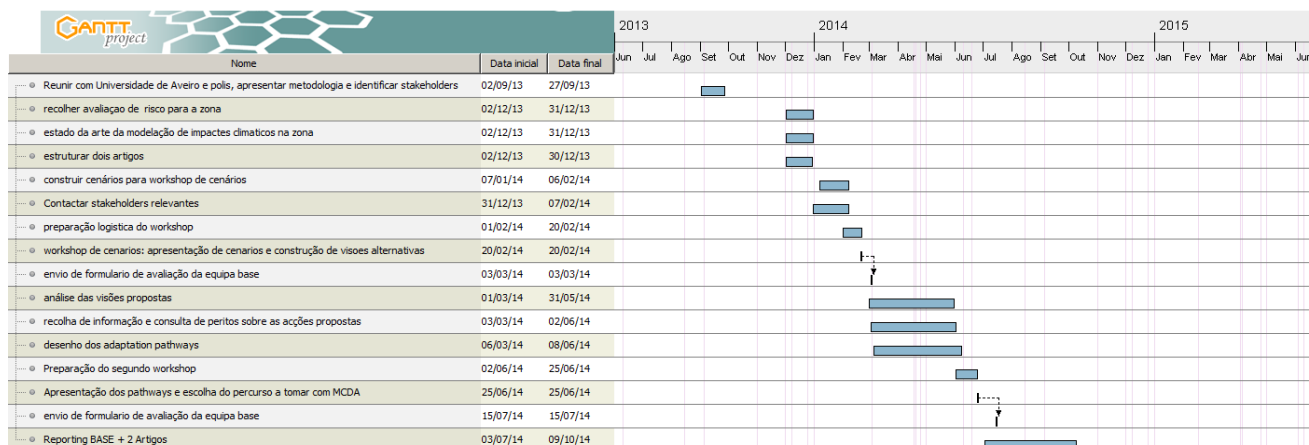 GANTT project
2013 2014 2015
Nome Data inicial Data final Jun Jul Ago Set Out Nov Dez Jan Fev Mar Abr Mai Jun Jul Ago Set Out Nov Dez Jan Fev Mar Abr Mai Jun
Reunir com Universidade de Aveiro e polis, apresentar metodologia e identificar stakeholders 02/09/13 27/09/13
recolher avaliaçao de risco para a zona 02/12/13 31/12/13
estado da arte da modelação de impactes climaticos na zona 02/12/13 31/12/13
estruturar dois artigos 02/12/13 30/12/13
construir cenários para workshop de cenários 07/01/14 06/02/14
Contactar stakeholders relevantes 31/12/13 07/02/14
preparação logistica do workshop 01/02/14 20/02/14
workshop de cenarios: apresentação de cenarios e construção de visoes alternativas 20/02/14 20/02/14
envio de formulario de avaliação da equipa base 03/03/14 03/03/14
análise das visões propostas 01/03/14 31/05/14
recolha de informação e consulta de peritos sobre as acções propostas 03/03/14 02/06/14
desenho dos adaptation pathways 06/03/14 08/06/14
Preparação do segundo workshop 02/06/14 25/06/14
Apresentação dos pathways e escolha do percurso a tomar com MCDA 25/06/14 25/06/14
envio de formulario de avaliação da equipa base 15/07/14 15/07/14
Reporting BASE + 2 Artigos 03/07/14 09/10/14